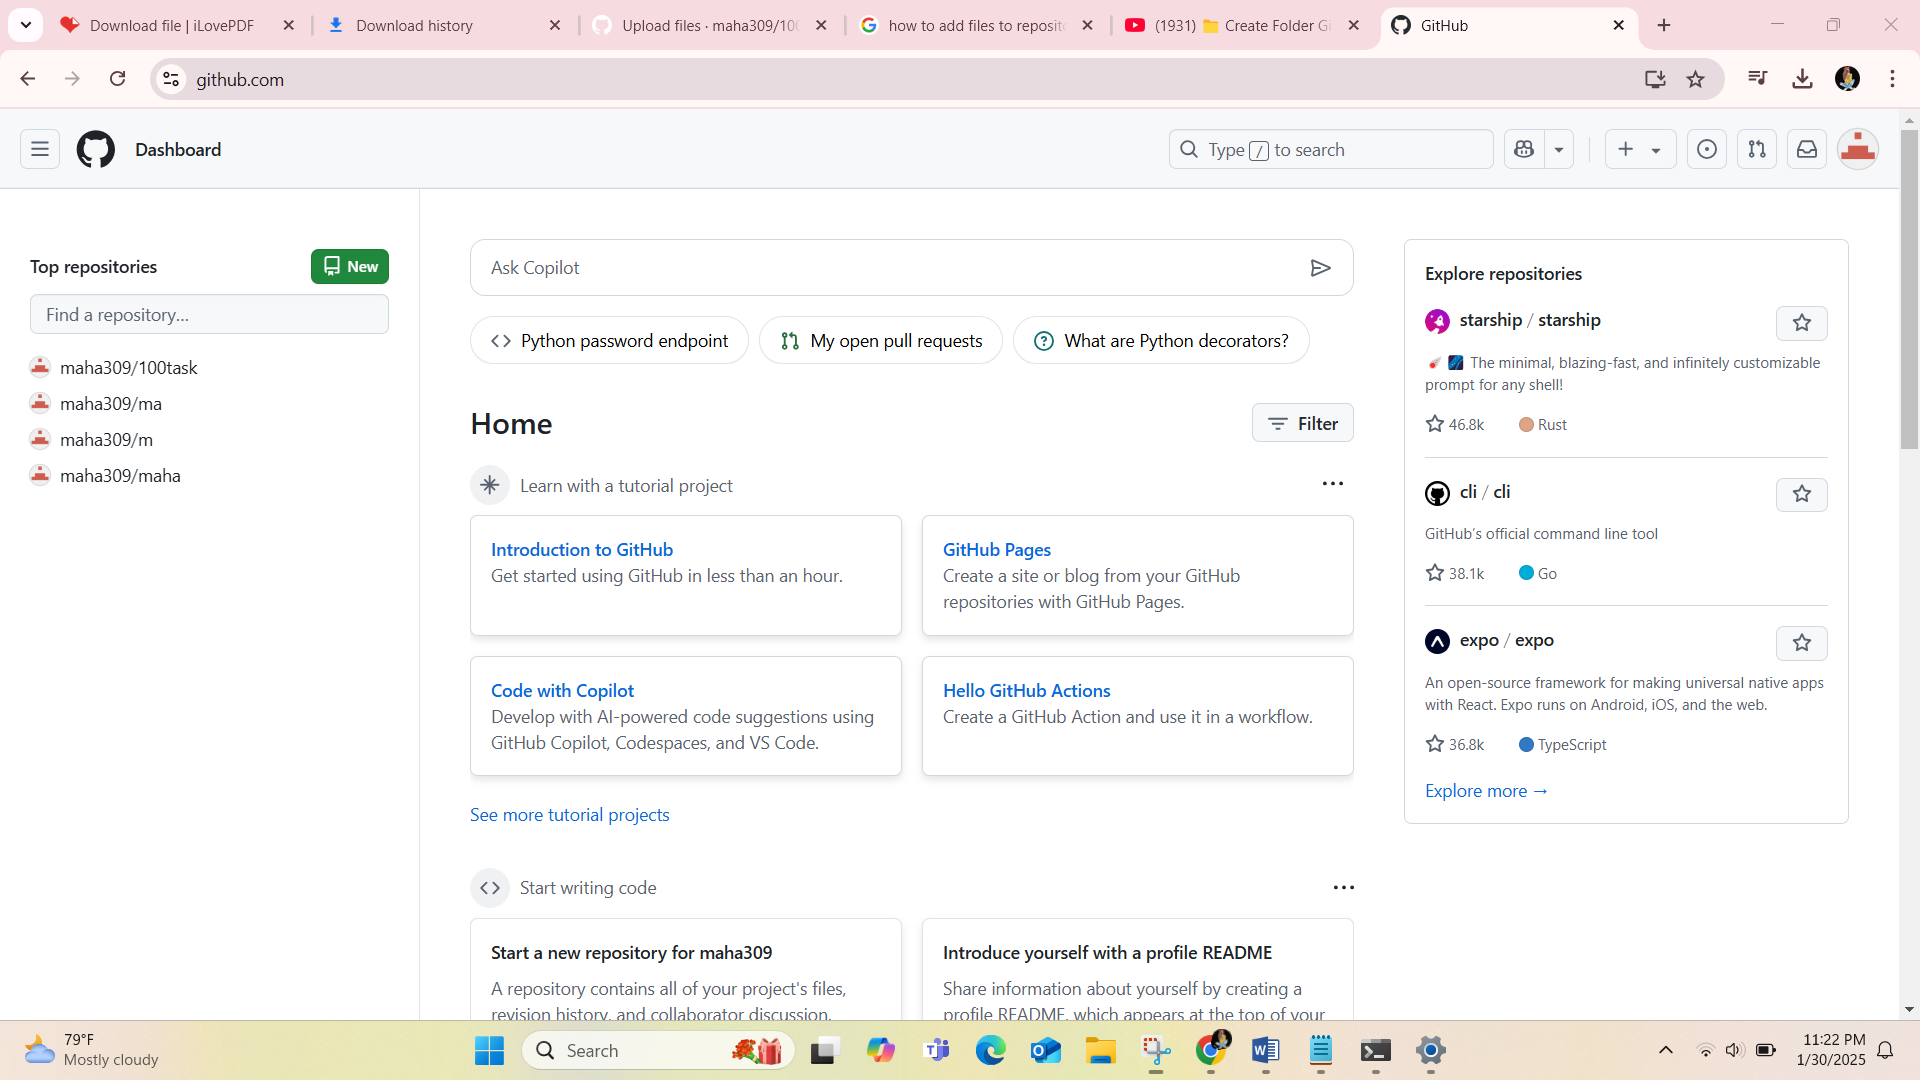 Download file | iLovePDF
Download history
Upload files · maha309/100
how to add files to reposito
(1931) 📁 Create Folder Gi
GitHub
github.com
Dashboard
Type / to search
Top repositories
New
Find a repository...
maha309/100task
maha309/ma
maha309/m
maha309/maha
Ask Copilot
Python password endpoint
My open pull requests
What are Python decorators?
Home
Filter
Learn with a tutorial project
Introduction to GitHub
Get started using GitHub in less than an hour.
GitHub Pages
Create a site or blog from your GitHub
repositories with GitHub Pages.
Code with Copilot
Develop with AI-powered code suggestions using
GitHub Copilot, Codespaces, and VS Code.
Hello GitHub Actions
Create a GitHub Action and use it in a workflow.
See more tutorial projects
Start writing code
Start a new repository for maha309
A repository contains all of your project's files,
revision history, and collaborator discussion.
Introduce yourself with a profile README
Share information about yourself by creating a
profile README, which appears at the top of your
Explore repositories
starship / starship
☄🌌 The minimal, blazing-fast, and infinitely customizable
prompt for any shell!
46.8k
Rust
cli / cli
GitHub's official command line tool
38.1k
Go
expo / expo
An open-source framework for making universal native apps
with React. Expo runs on Android, iOS, and the web.
36.8k
TypeScript
Explore more →
79°F
Mostly cloudy
Search
11:22 PM
1/30/2025